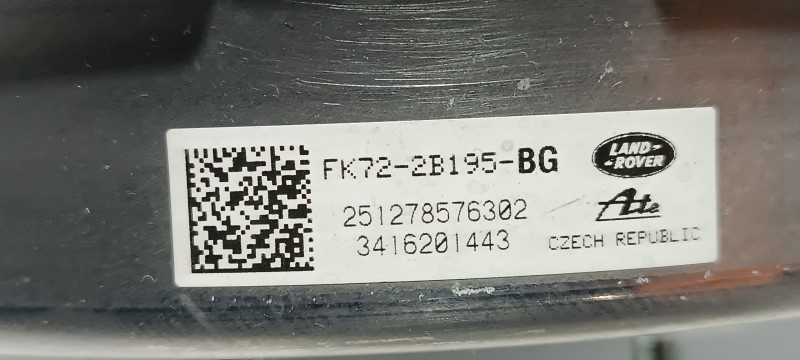 FK72-2B195-BG
LAND-
-ROVER
251278576302
Ate
3416201443
CZECH REPUBLIC